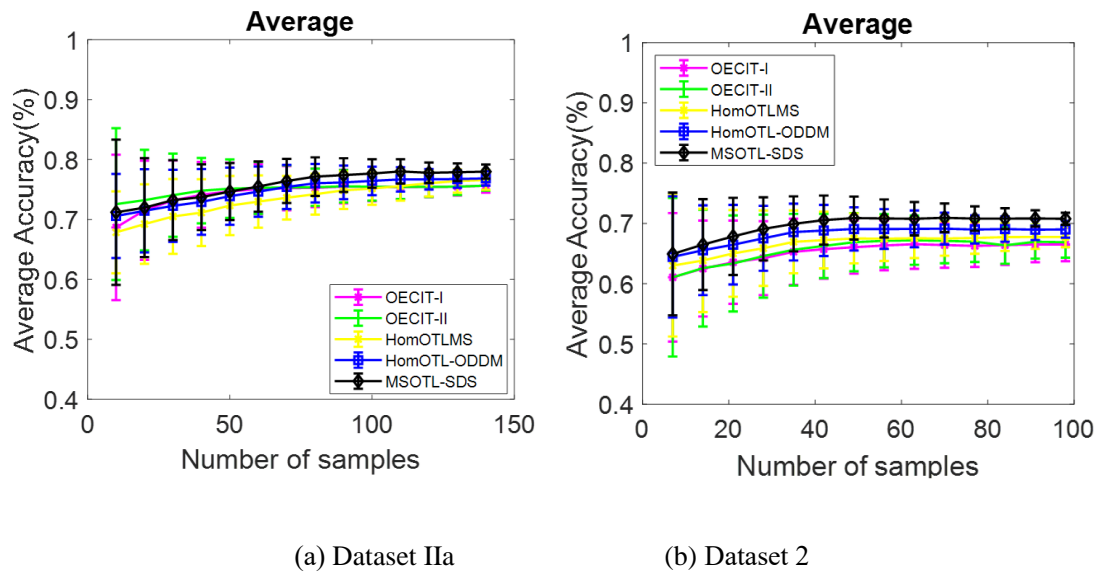 Average
1
0.9
0.8
0.7
0.6
0.5
0.4
0
50
100
150
Average Accuracy(%)
Number of samples
OECIT-I
OECIT-II
HomOTLMS
HomOTL-ODDM
MSOTL-SDS
Average
1
0.9
0.8
0.7
0.6
0.5
0.4
0
20
40
60
80
100
Average Accuracy(%)
Number of samples
OECIT-I
OECIT-II
HomOTLMS
HomOTL-ODDM
MSOTL-SDS
(a) Dataset IIa
(b) Dataset 2